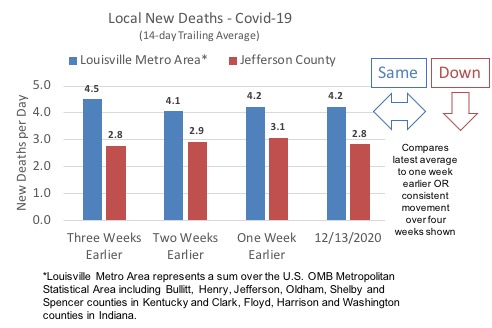 Local New Deaths - Covid-19
(14-day Trailing Average)
Louisville Metro Area* Jefferson County
Same Down
New Deaths per Day
5.0
4.0
3.0
2.0
1.0
0.0
4.5 2.8 4.1 2.9 4.2 3.1 4.2 2.8
Three Weeks Earlier
Two Weeks Earlier
One Week Earlier
12/13/2020
Compares
latest average
to one week
earlier OR
consistent
movement
over four
weeks shown
*Louisville Metro Area represents a sum over the U.S. OMB Metropolitan
Statistical Area including Bullitt, Henry, Jefferson, Oldham, Shelby and
Spencer counties in Kentucky and Clark, Floyd, Harrison and Washington
counties in Indiana.